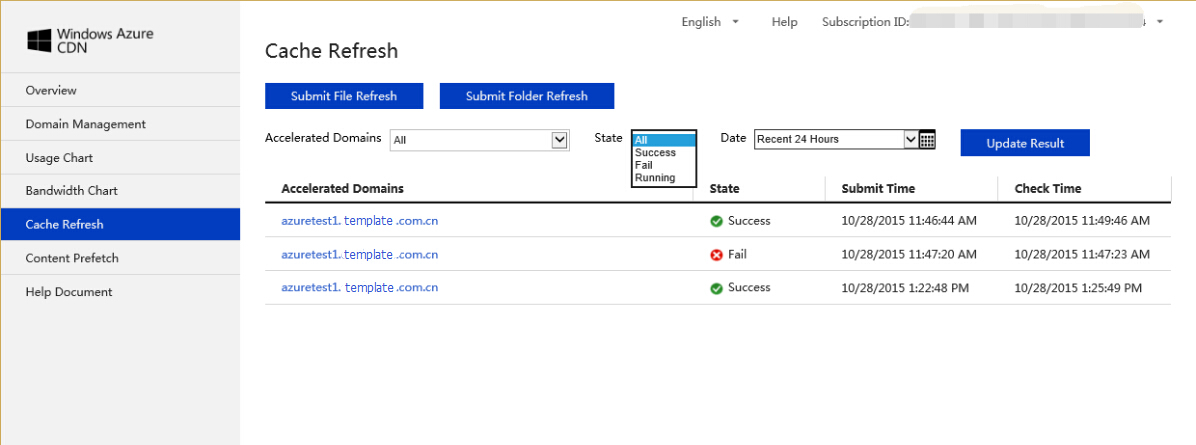 Windows Azure
CDN
English Help Subscription ID:
Cache Refresh
Overview
Domain Management
Usage Chart
Bandwidth Chart
Cache Refresh
Content Prefetch
Help Document
Submit File Refresh Submit Folder Refresh
Accelerated Domains All State All Date Recent 24 Hours Update Result
Success
Fail
Running
Accelerated Domains State Submit Time Check Time
azuretest1. template .com.cn Success 10/28/2015 11:46:44 AM 10/28/2015 11:49:46 AM
azuretest1. template .com.cn Fail 10/28/2015 11:47:20 AM 10/28/2015 11:47:23 AM
azuretest1. template .com.cn Success 10/28/2015 1:22:48 PM 10/28/2015 1:25:49 PM